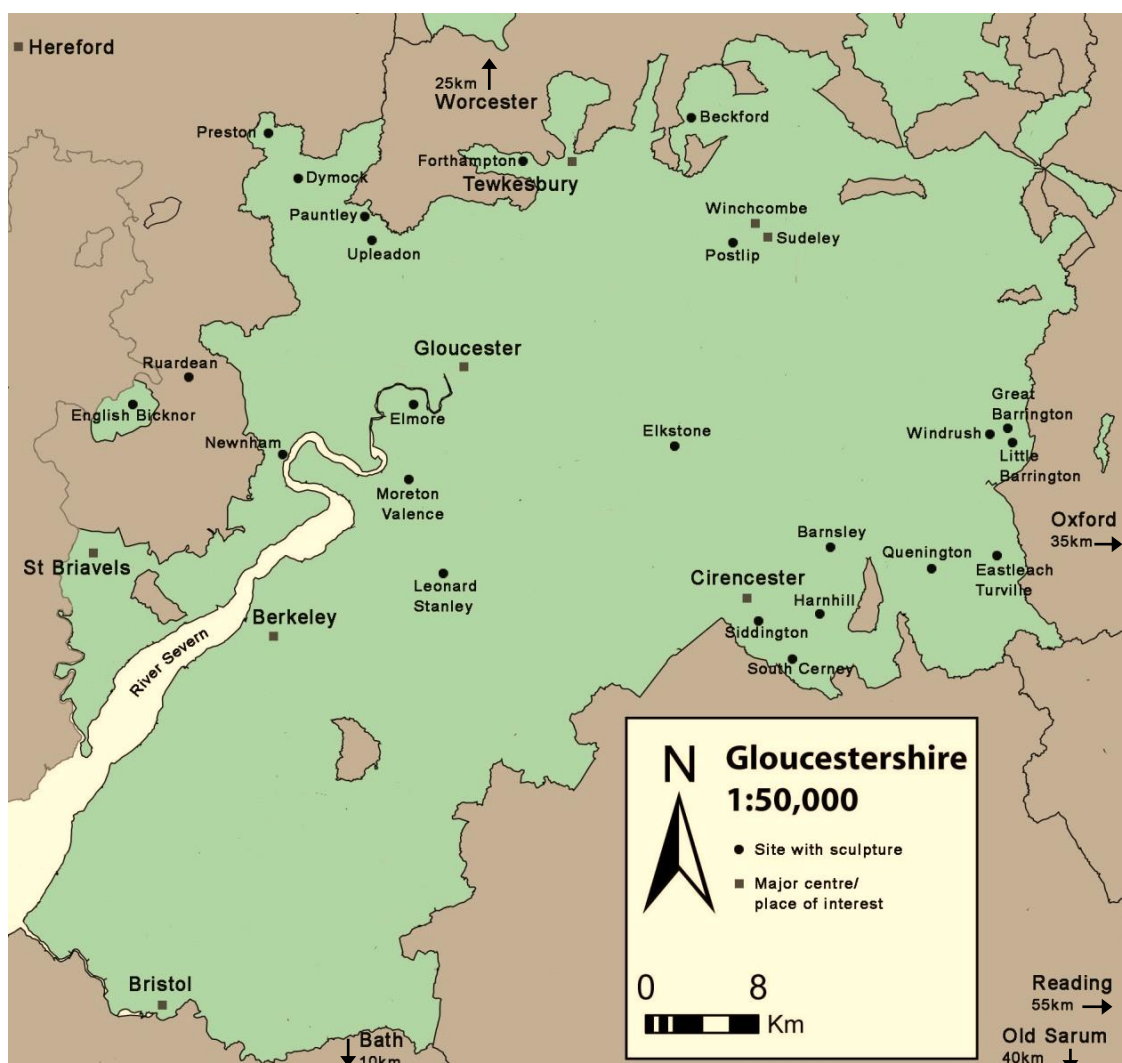 Hereford
25km
Worcester
Beckford
Preston
Forthampton
Tewkesbury
Dymock
Pauntley
Upleadon
Winchcombe
Sudeley
Postlip
Gloucester
Ruardean
English Bicknor
Elmore
Newnham
Elkstone
Great
Barrington
Windrush
Little
Barrington
Moreton
Valence
Oxford
35km
St Briavels
Barnsley
Quenington
Eastleach
Turville
Leonard
Stanley
Cirencester
Harnhill
Siddington
South Cerney
Berkeley
River Severn
N
Gloucestershire
1:50,000
Site with sculpture
Major centre/
place of interest
0 8
Km
Bristol
Bath
10km
Reading
55km
Old Sarum
40km